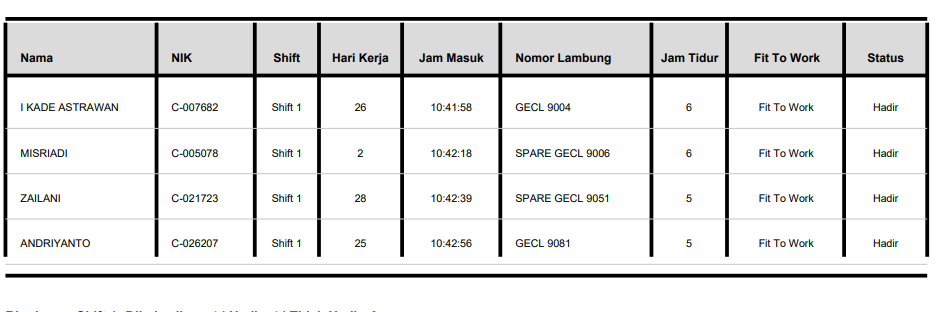 Nama NIK Shift Hari Kerja Jam Masuk Nomor Lambung Jam Tidur Fit To Work Status
I KADE ASTRAWAN C-007682 Shift 1 26 10:41:58 GECL 9004 6 Fit To Work Hadir
MISRIADI C-005078 Shift 1 2 10:42:18 SPARE GECL 9006 6 Fit To Work Hadir
ZAILANI C-021723 Shift 1 28 10:42:39 SPARE GECL 9051 5 Fit To Work Hadir
ANDRIYANTO C-026207 Shift 1 25 10:42:56 GECL 9081 5 Fit To Work Hadir